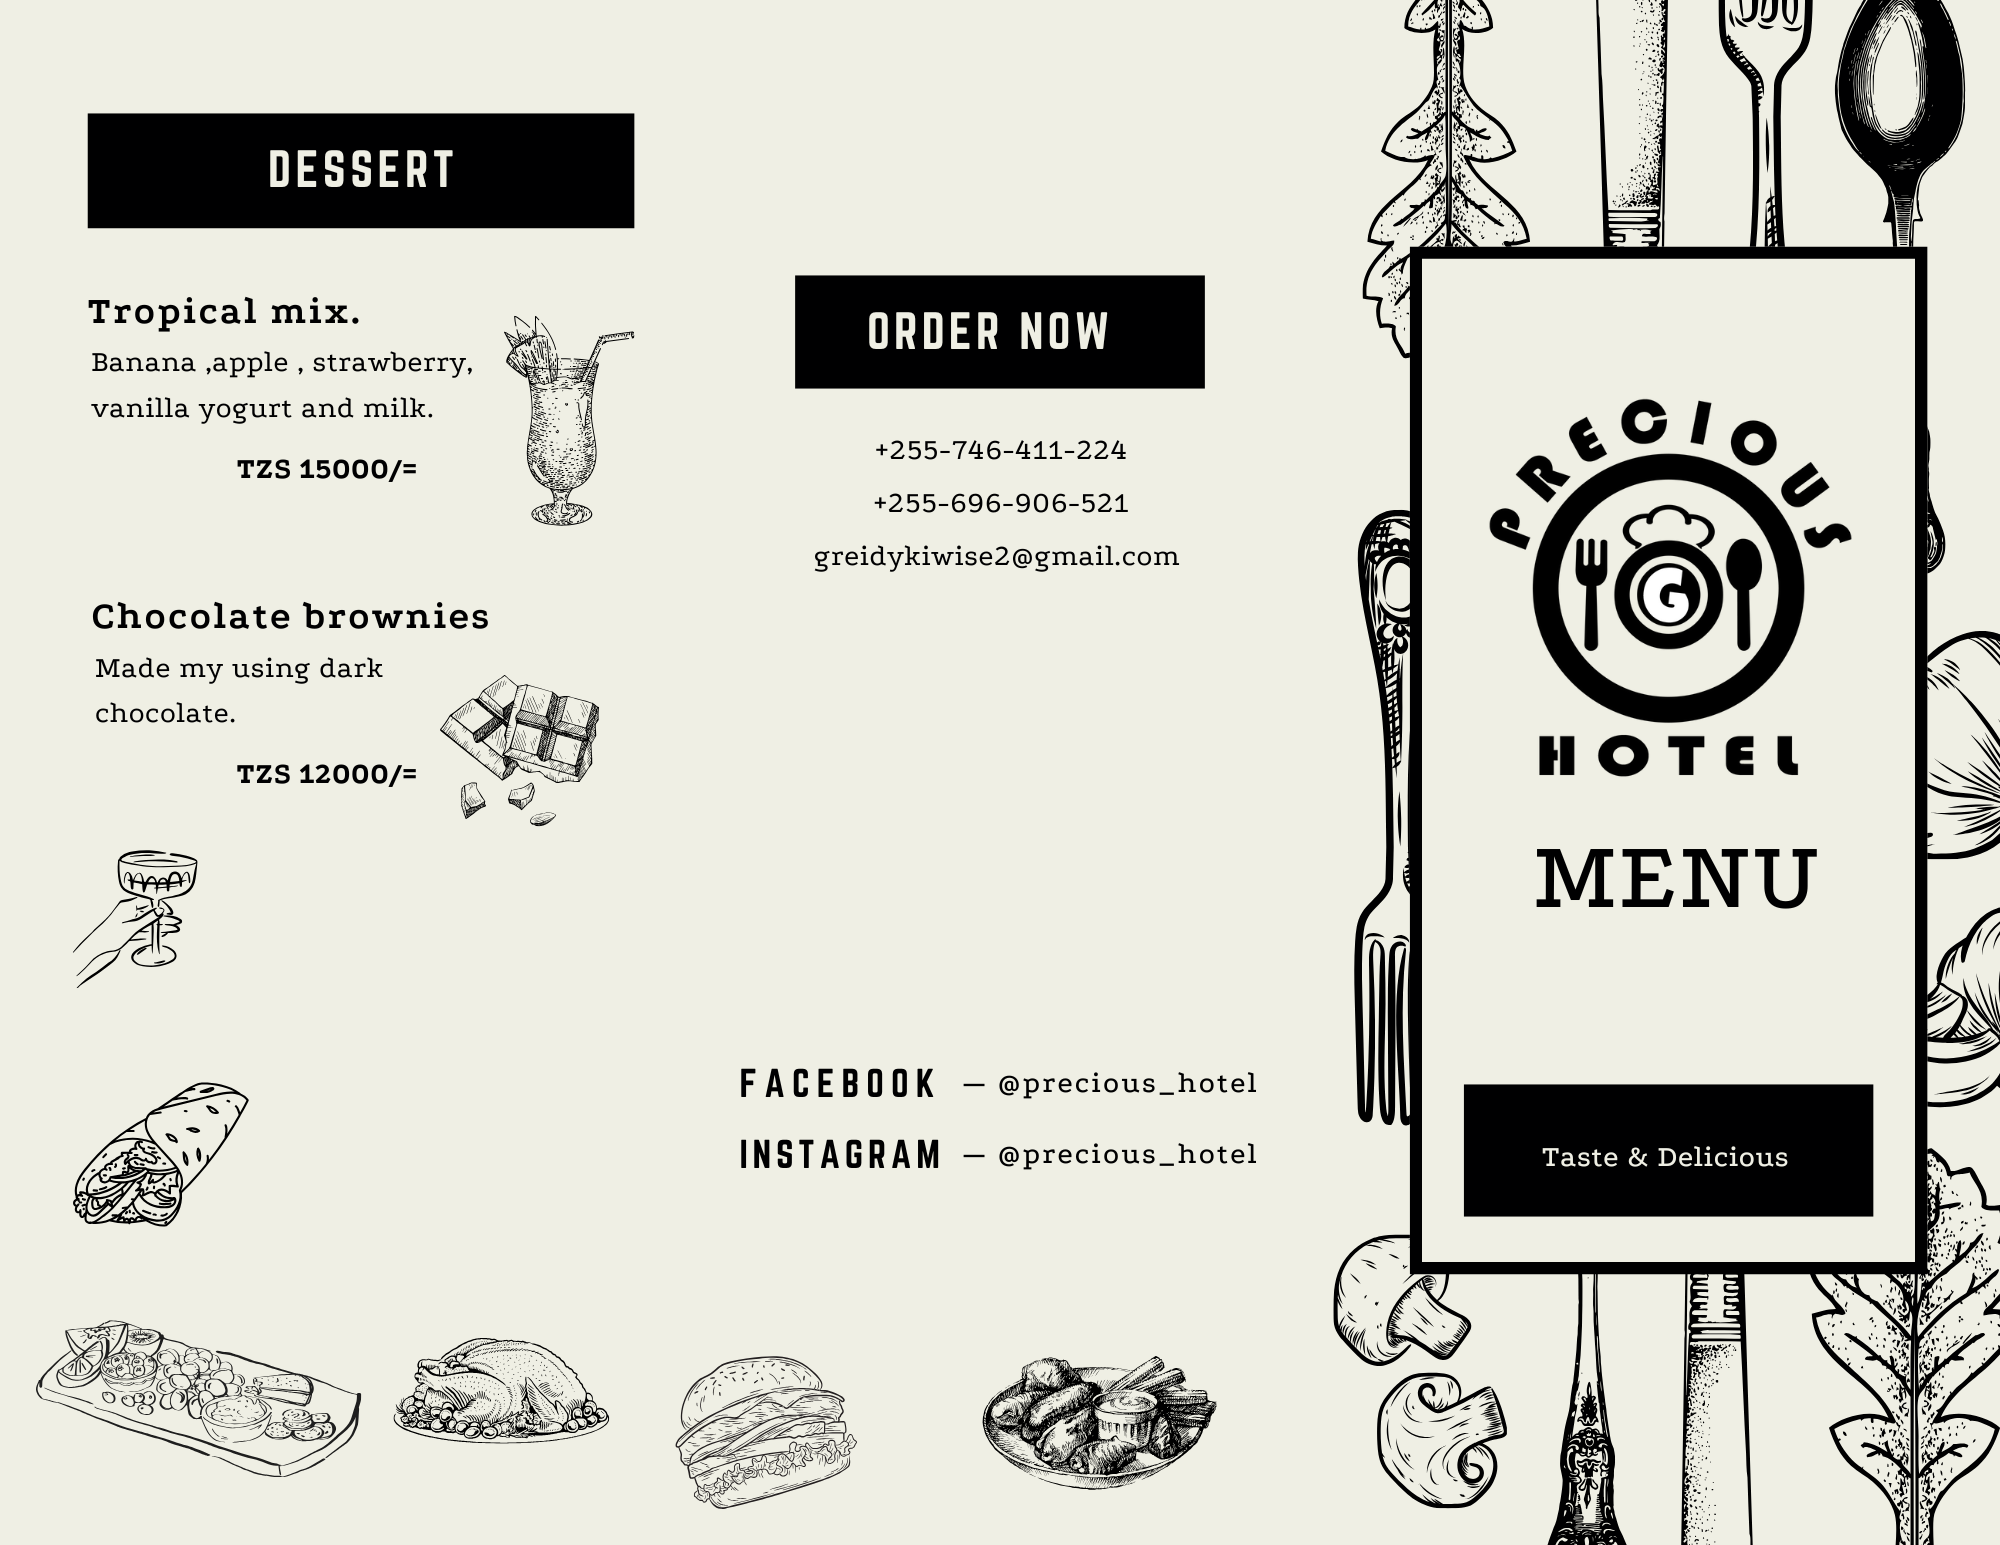 DESSERT
Tropical mix.
Banana ,apple , strawberry,
vanilla yogurt and milk.
TZS 15000/=
Chocolate brownies
Made my using dark
chocolate.
TZS 12000/=
ORDER NOW
+255-746-411-224
+255-696-906-521
greidykiwise2@gmail.com
FACEBOOK — @precious_hotel
INSTAGRAM — @precious_hotel
PRECIOUS
G
HOTEL
MENU
Taste & Delicious